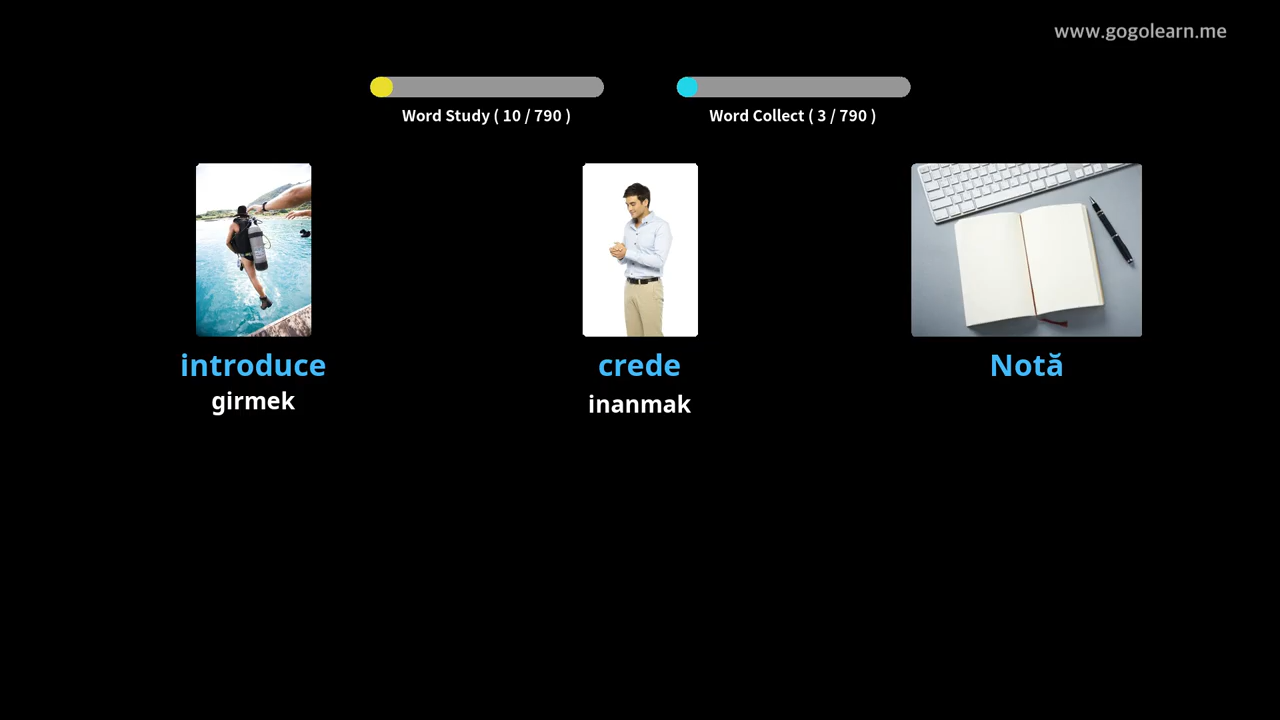 www.gogolearn.me
Word Study ( 10 / 790 )
Word Collect ( 3 / 790 )
introduce
girmek
crede
inanmak
Notă